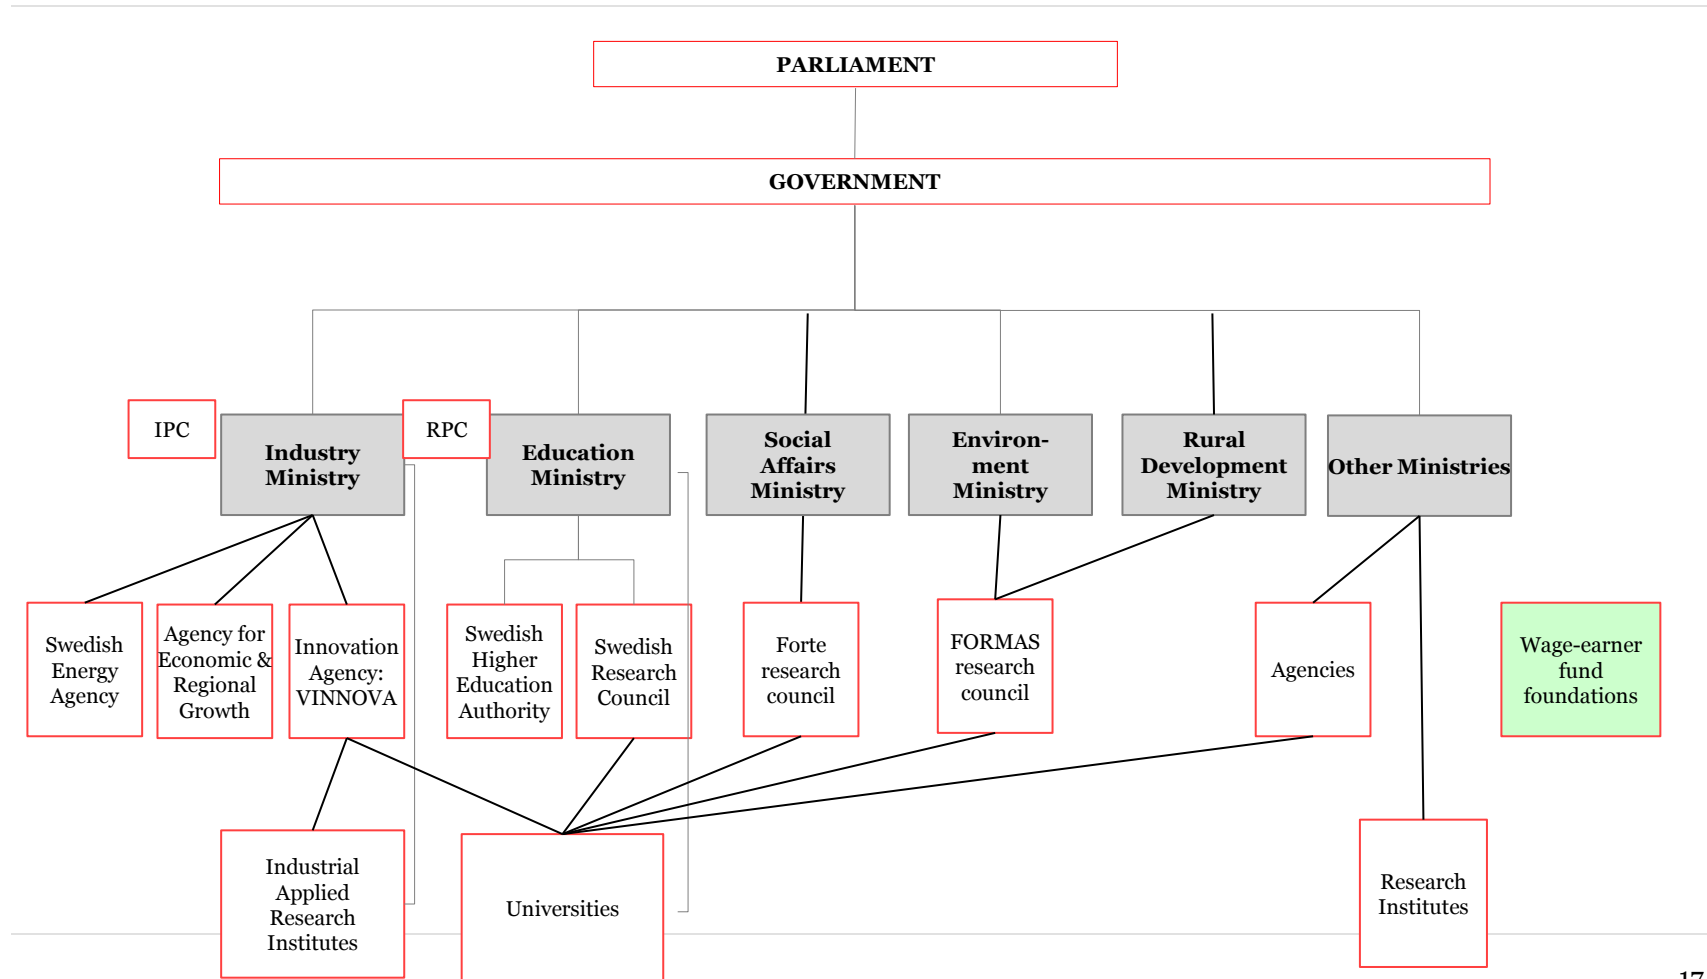 PARLIAMENT
GOVERNMENT
IPC
Industry
Ministry
RPC
Education
Ministry
Social
Affairs
Ministry
Environ-
ment
Ministry
Rural
Development
Ministry
Other Ministries
Swedish
Energy
Agency
Agency for
Economic &
Regional
Growth
Innovation
Agency:
VINNOVA
Swedish
Higher
Education
Authority
Swedish
Research
Council
Forte
research
council
FORMAS
research
council
Agencies
Wage-earner
fund
foundations
Industrial
Applied
Research
Institutes
Universities
Research
Institutes
17